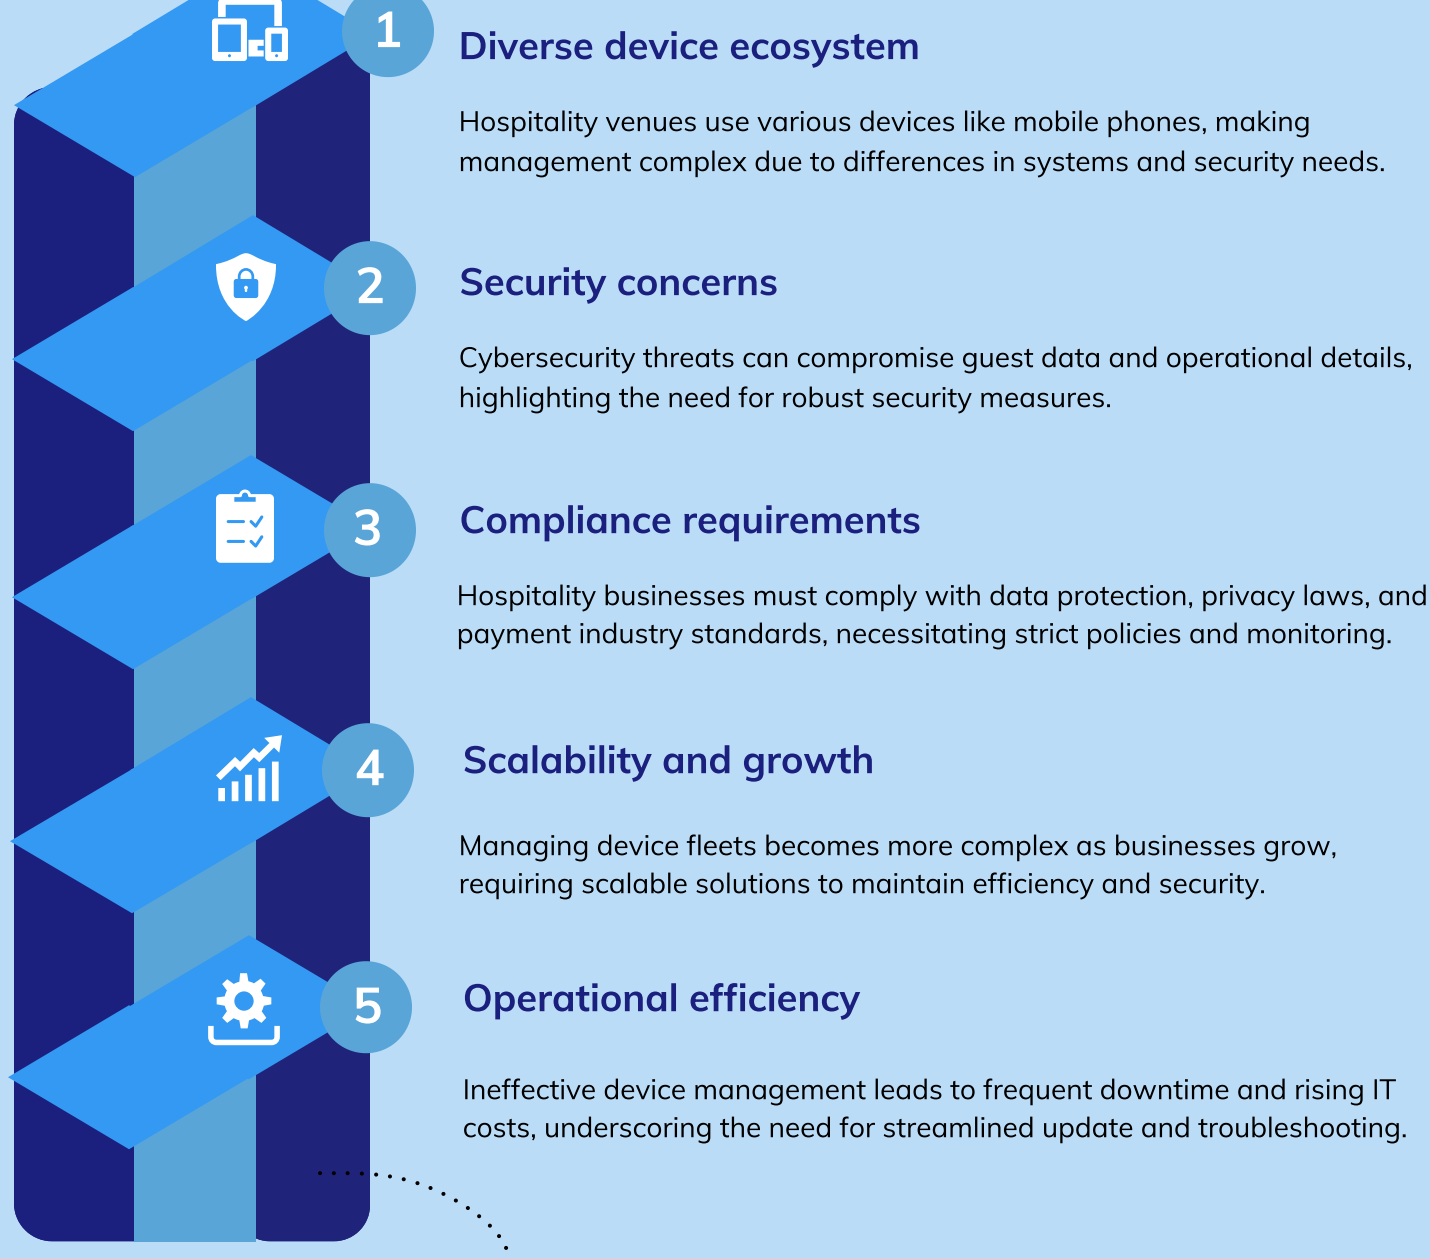 1
Diverse device ecosystem
Hospitality venues use various devices like mobile phones, making
management complex due to differences in systems and security needs.
2
Security concerns
Cybersecurity threats can compromise guest data and operational details,
highlighting the need for robust security measures.
3
Compliance requirements
Hospitality businesses must comply with data protection, privacy laws, and
payment industry standards, necessitating strict policies and monitoring.
4
Scalability and growth
Managing device fleets becomes more complex as businesses grow,
requiring scalable solutions to maintain efficiency and security.
5
Operational efficiency
Ineffective device management leads to frequent downtime and rising IT
costs, underscoring the need for streamlined update and troubleshooting.